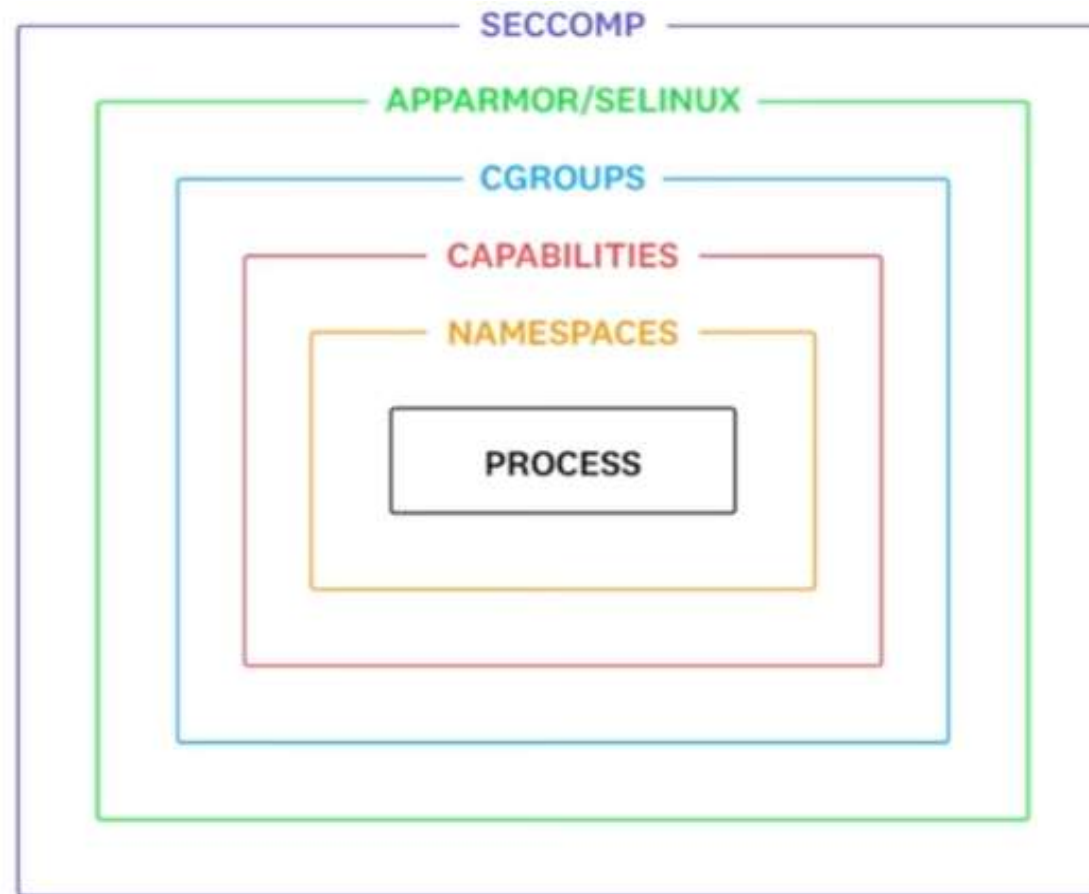 SECCOMP
APPARMOR/SELINUX
CGROUPS
CAPABILITIES
NAMESPACES
PROCESS